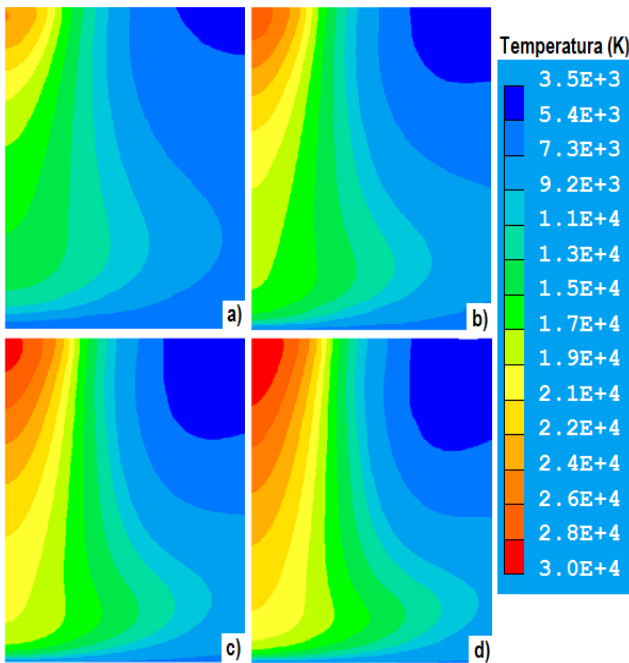 Temperatura (K)
3.5E+3
5.4E+3
7.3E+3
9.2E+3
1.1E+4
1.3E+4
1.5E+4
1.7E+4
1.9E+4
2.1E+4
2.2E+4
2.4E+4
2.6E+4
2.8E+4
3.0E+4
a)
b)
c)
d)